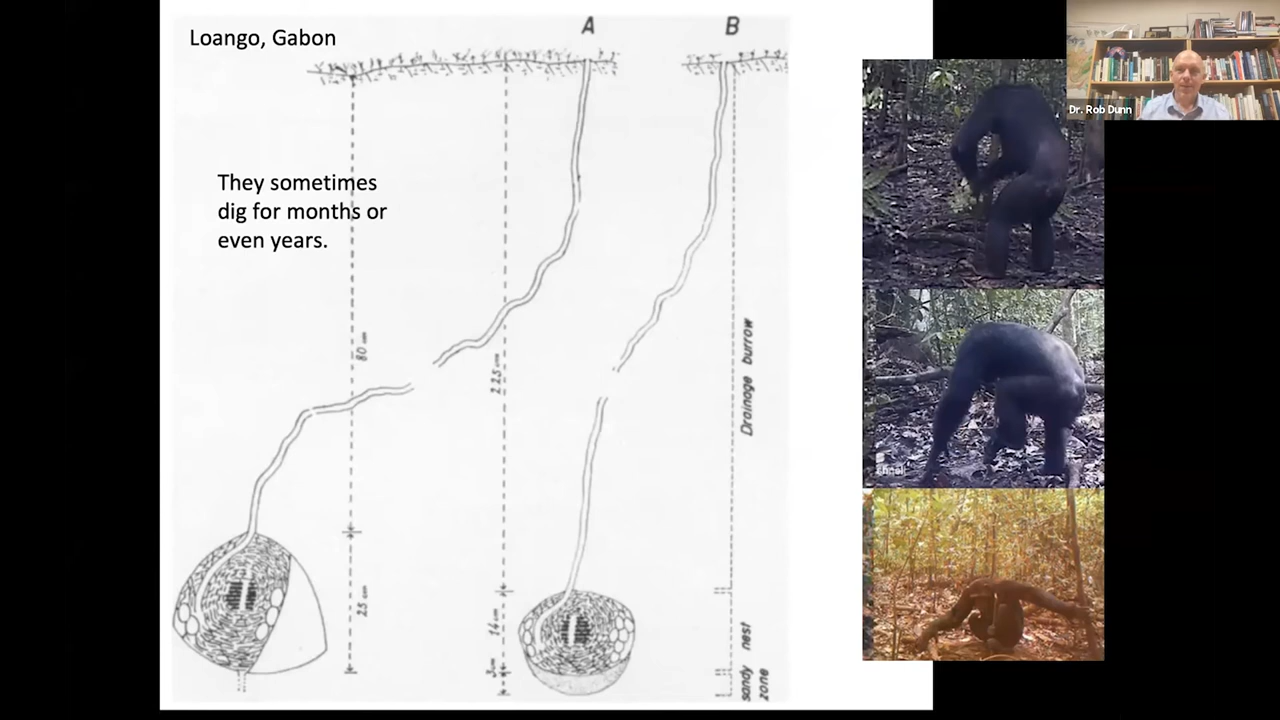 Loango, Gabon
A
B
Dr. Rob Dunn
They sometimes
dig for months or
even years.
80 cm
225 cm
Drainage burrow
25 cm
14 cm
3cm
sandy nest
zone